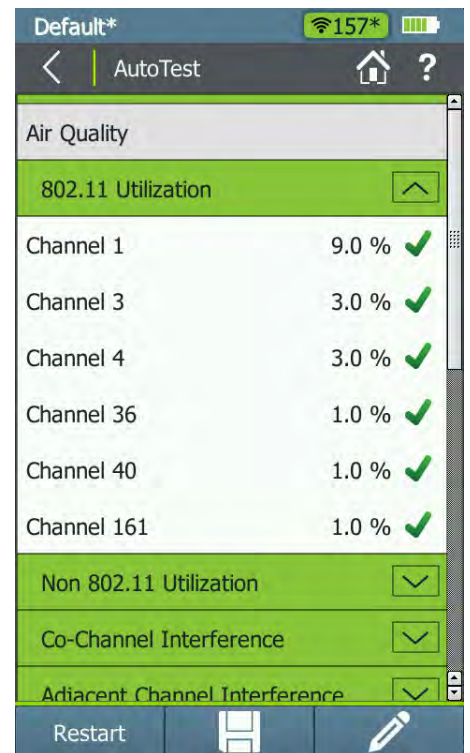 Default* 157*
AutoTest ?
Air Quality
802.11 Utilization
Channel 1 9.0 %
Channel 3 3.0 %
Channel 4 3.0 %
Channel 36 1.0 %
Channel 40 1.0 %
Channel 161 1.0 %
Non 802.11 Utilization
Co-Channel Interference
Adjacent Channel Interference
Restart